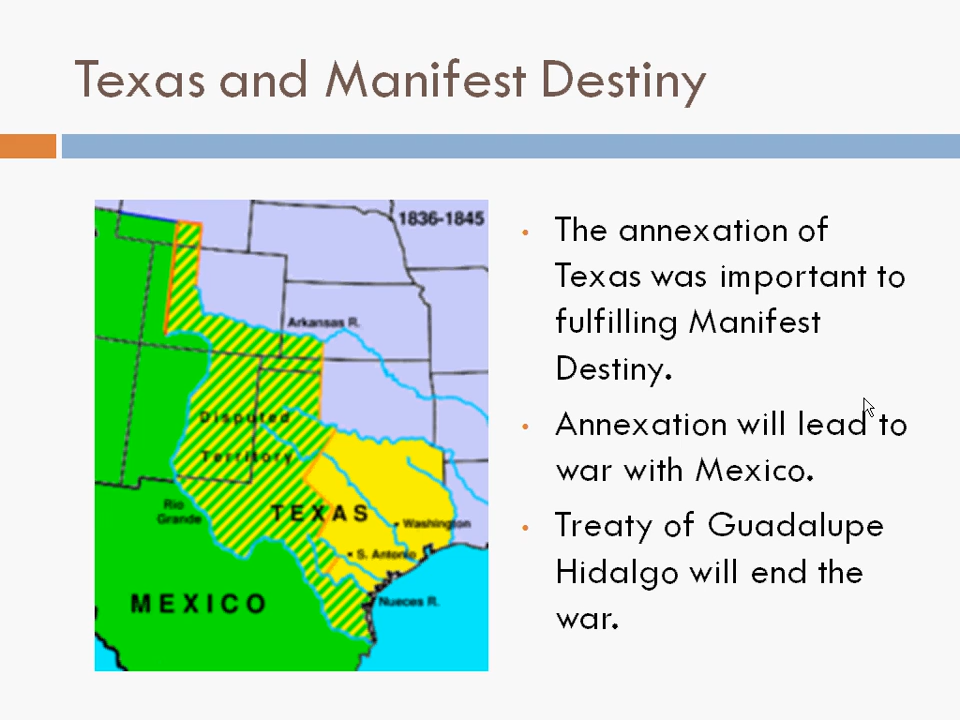 Texas and Manifest Destiny
1836-1845
Arkansas R.
Disputed
Territory
Rio
Grande
TEXAS
Washington
S. Antonio
MEXICO
Nueces R.
• The annexation of
Texas was important to
fulfilling Manifest
Destiny.
• Annexation will lead to
war with Mexico.
• Treaty of Guadalupe
Hidalgo will end the
war.